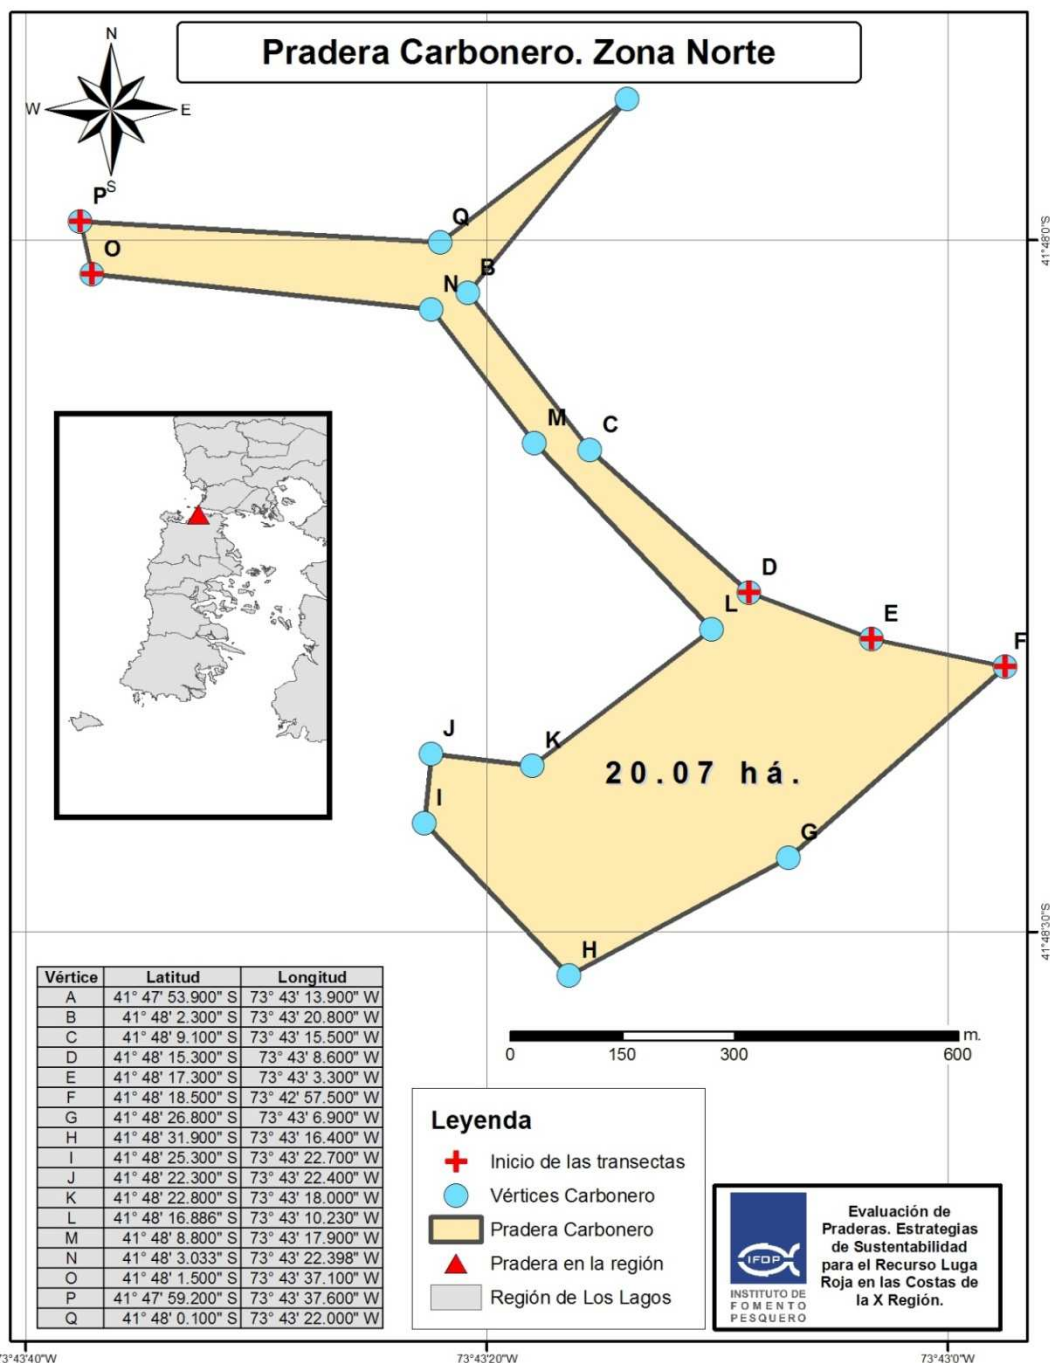 Pradera Carbonero. Zona Norte
N
W
E
S
P
O
Q
B
N
M
C
D
L
E
F
J
K
I
G
H
20.07 há.
41°48'0"S
41°48'30"S
Vértice Latitud Longitud
A 41° 47' 53.900" S 73° 43' 13.900" W
B 41° 48' 2.300" S 73° 43' 20.800" W
C 41° 48' 9.100" S 73° 43' 15.500" W
D 41° 48' 15.300" S 73° 43' 8.600" W
E 41° 48' 17.300" S 73° 43' 3.300" W
F 41° 48' 18.500" S 73° 42' 57.500" W
G 41° 48' 26.800" S 73° 43' 6.900" W
H 41° 48' 31.900" S 73° 43' 16.400" W
I 41° 48' 25.300" S 73° 43' 22.700" W
J 41° 48' 22.300" S 73° 43' 22.400" W
K 41° 48' 22.800" S 73° 43' 18.000" W
L 41° 48' 16.886" S 73° 43' 10.230" W
M 41° 48' 8.800" S 73° 43' 17.900" W
N 41° 48' 3.033" S 73° 43' 22.398" W
O 41° 48' 1.500" S 73° 43' 37.100" W
P 41° 47' 59.200" S 73° 43' 37.600" W
Q 41° 48' 0.100" S 73° 43' 22.000" W
m.
0 150 300 600
Leyenda
Inicio de las transectas
Vértices Carbonero
Pradera Carbonero
Pradera en la región
Región de Los Lagos
IFOP
INSTITUTO DE
FOMENTO
PESQUERO
Evaluación de
Praderas. Estrategias
de Sustentabilidad
para el Recurso Luga
Roja en las Costas de
la X Región.
73°43'40"W
73°43'20"W
73°43'0"W